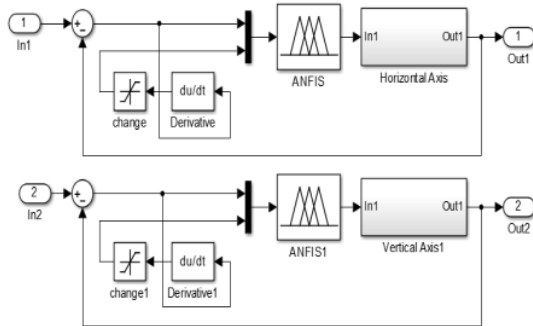 1
In1
+
-
du/dt
change
Derivative
ANFIS
In1
Out1
Horizontal Axis
1
Out1
2
In2
+
-
du/dt
change1
Derivative1
ANFIS1
In1
Out1
Vertical Axis1
2
Out2